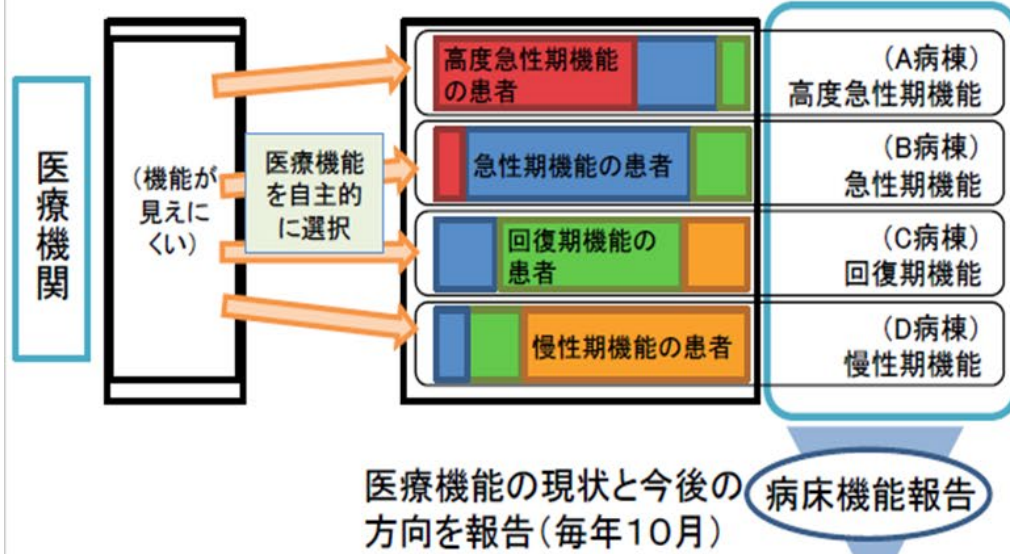 医療機関
(機能が
見えに
くい)
医療機能
を自主的
に選択
高度急性期機能
の患者
(A病棟)
高度急性期機能
急性期機能の患者
(B病棟)
急性期機能
回復期機能の
患者
(C病棟)
回復期機能
慢性期機能の患者
(D病棟)
慢性期機能
医療機能の現状と今後の
方向を報告(毎年10月)
病床機能報告